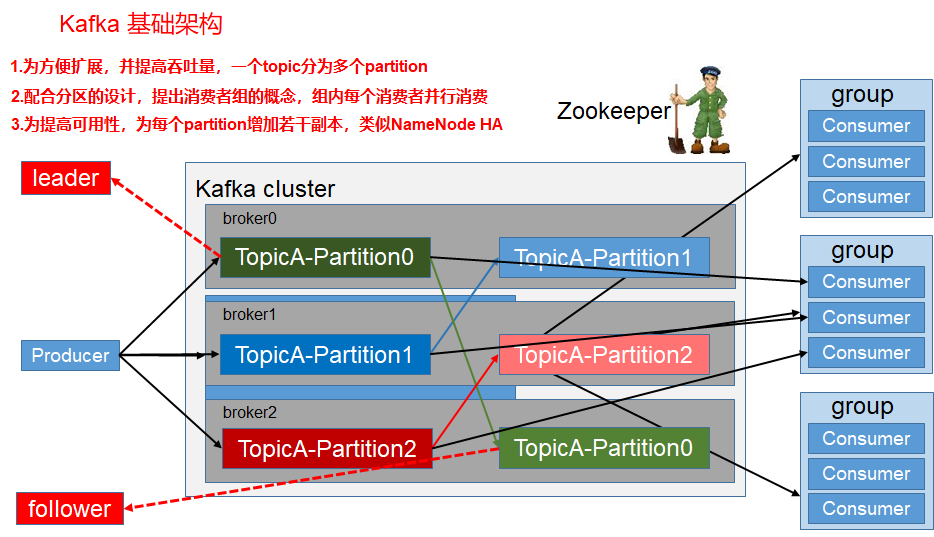 Kafka 基础架构
1.为方便扩展，并提高吞吐量，一个topic分为多个partition
2.配合分区的设计，提出消费者组的概念，组内每个消费者并行消费
3.为提高可用性，为每个partition增加若干副本，类似NameNode HA
Zookeeper
leader
Kafka cluster
broker0
TopicA-Partition0
TopicA-Partition1
broker1
Producer
TopicA-Partition1
TopicA-Partition2
broker2
TopicA-Partition2
TopicA-Partition0
follower
group
Consumer
Consumer
Consumer
group
Consumer
Consumer
Consumer
group
Consumer
Consumer
Consumer